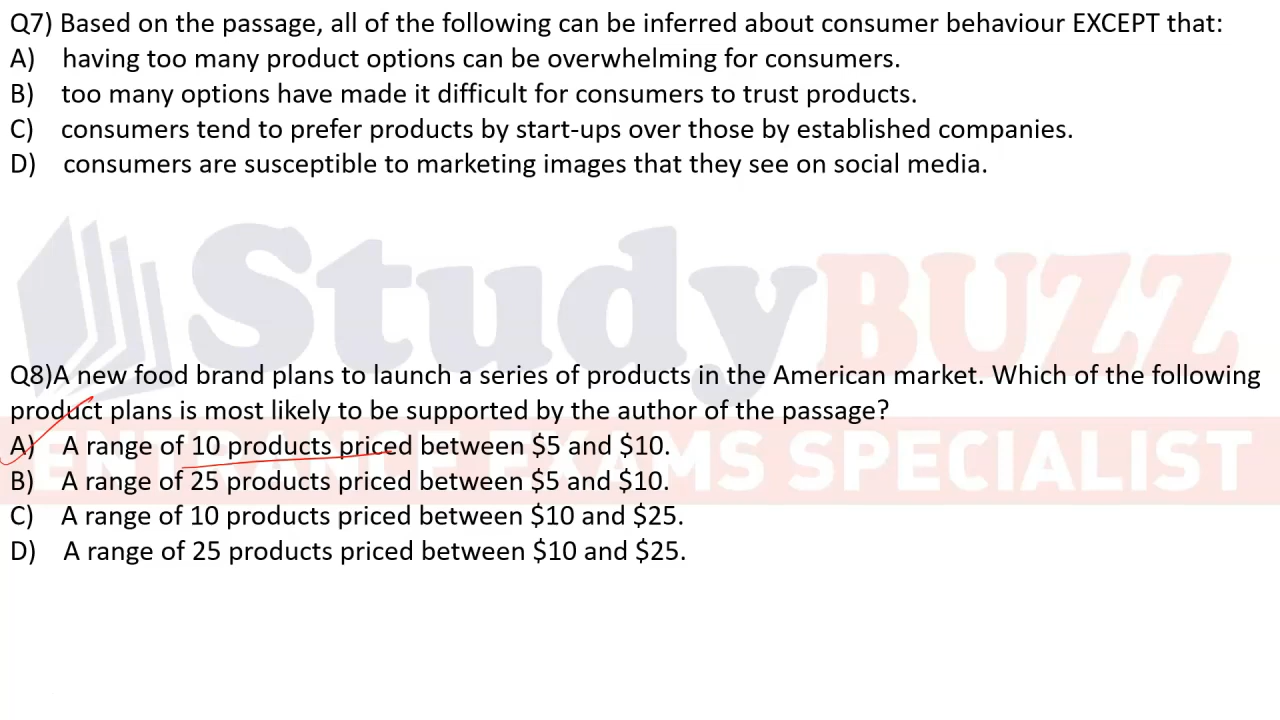 Q7) Based on the passage, all of the following can be inferred about consumer behaviour EXCEPT that:
A) having too many product options can be overwhelming for consumers.
B) too many options have made it difficult for consumers to trust products.
C) consumers tend to prefer products by start-ups over those by established companies.
D) consumers are susceptible to marketing images that they see on social media.
StudyBUZZ
Q8)A new food brand plans to launch a series of products in the American market. Which of the following
product plans is most likely to be supported by the author of the passage?
A) A range of 10 products priced between $5 and $10.
ENTRANCE EXAMS SPECIALIST
B) A range of 25 products priced between $5 and $10.
C) A range of 10 products priced between $10 and $25.
D) A range of 25 products priced between $10 and $25.